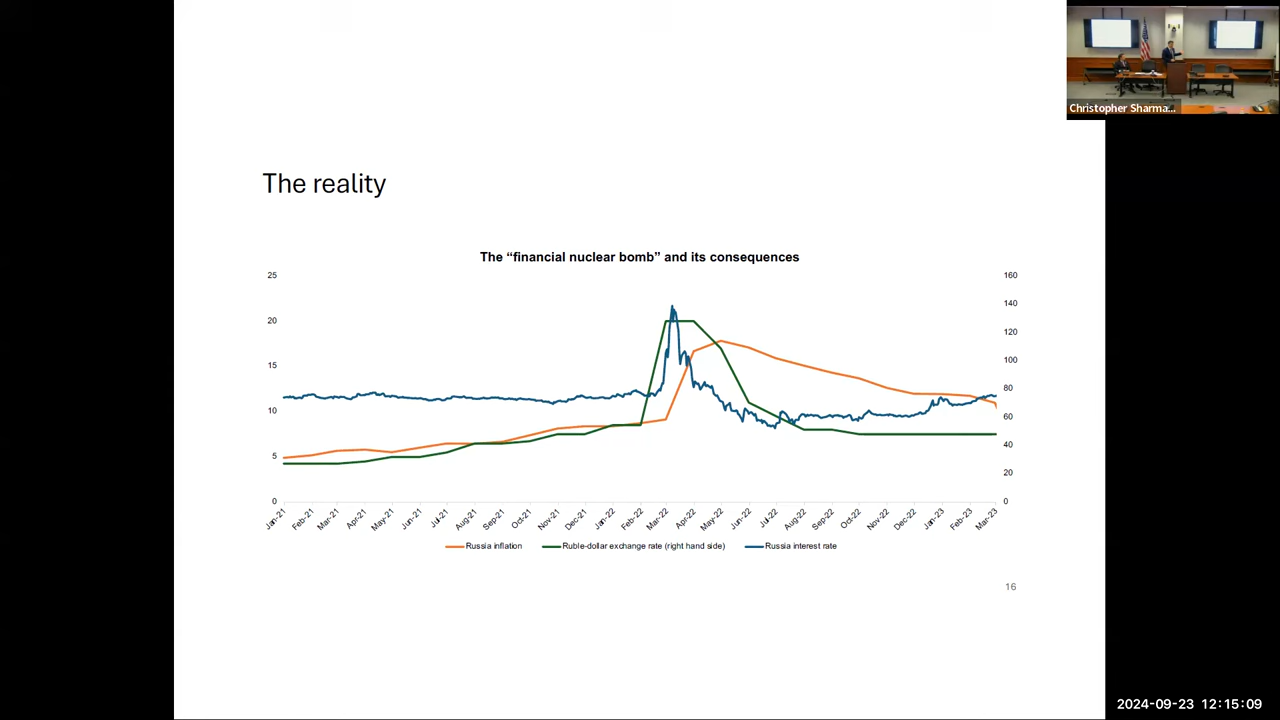 Christopher Sharma...
The reality
The “financial nuclear bomb” and its consequences
25
20
15
10
5
0
160
140
120
100
80
60
40
20
0
Jan-21
Feb-21
Mar-21
Apr-21
May-21
Jun-21
Jul-21
Aug-21
Sep-21
Oct-21
Nov-21
Dec-21
Jan-22
Feb-22
Mar-22
Apr-22
May-22
Jun-22
Jul-22
Aug-22
Sep-22
Oct-22
Nov-22
Dec-22
Jan-23
Feb-23
Mar-23
Russia inflation
Ruble-dollar exchange rate (right hand side)
Russia interest rate
16
2024-09-23 12:15:09